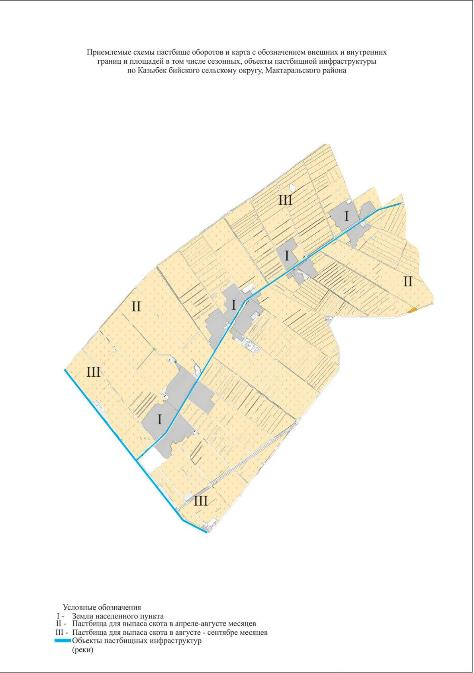 Приемлемые схемы пастбище оборотов и карта с обозначением внешних и внутренних
границ и площадей в том числе сезонных, объекты пастбищной инфраструктуры
по Казыбек бийского сельскому округу, Мактаральского района
III
I
I
II
I
II
III
I
III
Условные обозначения
I - Земли населенного пункта
II - Пастбища для выпаса скота в апреле-августе месяцев
III - Пастбища для выпаса скота в августе - сентябре месяцев
Объекты пастбищных инфраструктур
(реки)